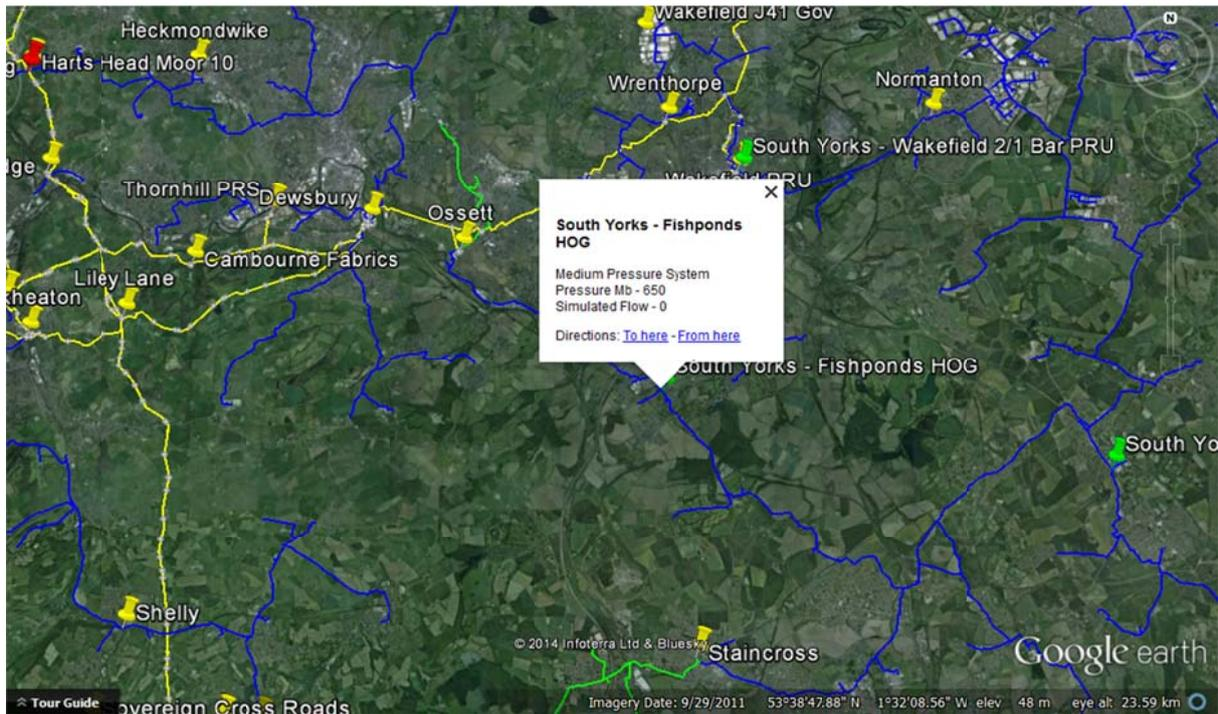 Heckmondwike
Wakefield J41 Gov
Harts Head Moor 10
Wrenthorpe
Normanton
N
South Yorks - Wakefield 2/1 Bar PRU
Wakefield PRU
Thornhill PRS
Dewsbury
Ossett
South Yorks - Fishponds
HOG
Medium Pressure System
Pressure Mb - 650
Simulated Flow - 0
Directions: To here - From here
Cambourne Fabrics
Liley Lane
kheaton
South Yorks - Fishponds HOG
South Yo
Shelly
© 2014 Infoterra Ltd & Bluesky
Staincross
Google earth
Tour Guide
overeign Cross Roads
Imagery Date: 9/29/2011 53°38'47.88" N 1°32'08.56" W elev 48 m eye alt 23.59 km